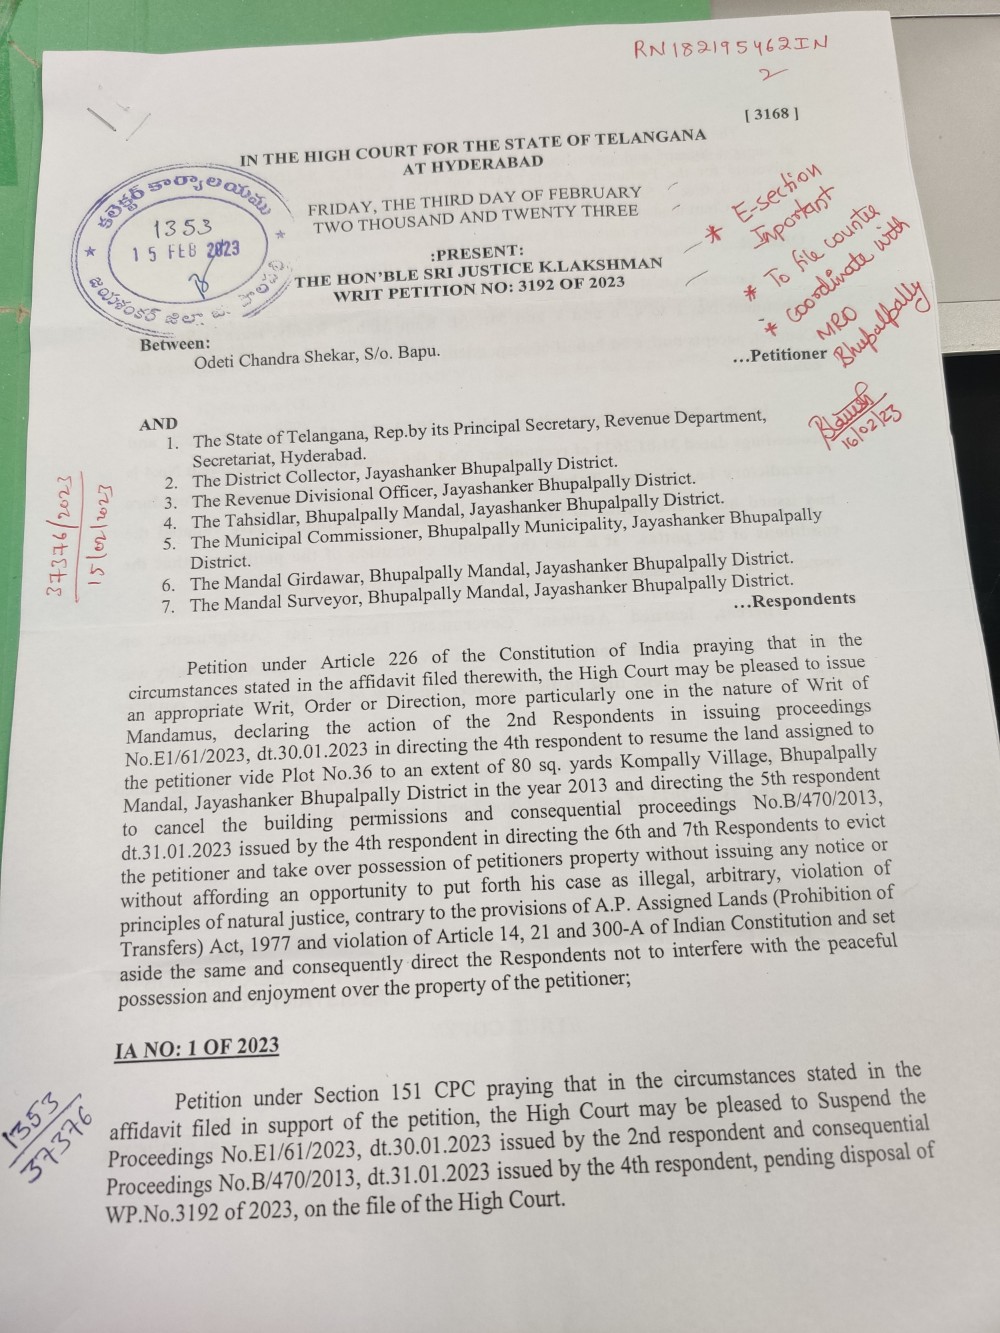 RN182195462IN
2
[ 3168 ]
IN THE HIGH COURT FOR THE STATE OF TELANGANA
AT HYDERABAD
FRIDAY, THE THIRD DAY OF FEBRUARY
TWO THOUSAND AND TWENTY THREE
:PRESENT:
THE HON'BLE SRI JUSTICE K.LAKSHMAN
WRIT PETITION NO: 3192 OF 2023
కలెక్టర్ కార్యాలయము
1353
15 FEB 2023
జయశంకర్ జిల్లా
* E-section
Inportant
* To file counter
* Coordinate with
MRO
Bhupalpally
16/02/23
Between:
Odeti Chandra Shekar, S/o. Bapu.
...Petitioner
AND
1. The State of Telangana, Rep.by its Principal Secretary, Revenue Department,
Secretariat, Hyderabad.
2. The District Collector, Jayashanker Bhupalpally District.
3. The Revenue Divisional Officer, Jayashanker Bhupalpally District.
4. The Tahsidlar, Bhupalpally Mandal, Jayashanker Bhupalpally District.
5. The Municipal Commissioner, Bhupalpally Municipality, Jayashanker Bhupalpally
District.
6. The Mandal Girdawar, Bhupalpally Mandal, Jayashanker Bhupalpally District.
7. The Mandal Surveyor, Bhupalpally Mandal, Jayashanker Bhupalpally District.
...Respondents
37376/2023
15/02/2023
Petition under Article 226 of the Constitution of India praying that in the
circumstances stated in the affidavit filed therewith, the High Court may be pleased to issue
an appropriate Writ, Order or Direction, more particularly one in the nature of Writ of
Mandamus, declaring the action of the 2nd Respondents in issuing proceedings
No.E1/61/2023, dt.30.01.2023 in directing the 4th respondent to resume the land assigned to
the petitioner vide Plot No.36 to an extent of 80 sq. yards Kompally Village, Bhupalpally
Mandal, Jayashanker Bhupalpally District in the year 2013 and directing the 5th respondent
to cancel the building permissions and consequential proceedings No.B/470/2013,
dt.31.01.2023 issued by the 4th respondent in directing the 6th and 7th Respondents to evict
the petitioner and take over possession of petitioners property without issuing any notice or
without affording an opportunity to put forth his case as illegal, arbitrary, violation of
principles of natural justice, contrary to the provisions of A.P. Assigned Lands (Prohibition of
Transfers) Act, 1977 and violation of Article 14, 21 and 300-A of Indian Constitution and set
aside the same and consequently direct the Respondents not to interfere with the peaceful
possession and enjoyment over the property of the petitioner;
IA NO: 1 OF 2023
Petition under Section 151 CPC praying that in the circumstances stated in the
affidavit filed in support of the petition, the High Court may be pleased to Suspend the
Proceedings No.E1/61/2023, dt.30.01.2023 issued by the 2nd respondent and consequential
Proceedings No.B/470/2013, dt.31.01.2023 issued by the 4th respondent, pending disposal of
WP.No.3192 of 2023, on the file of the High Court.
1353
37376